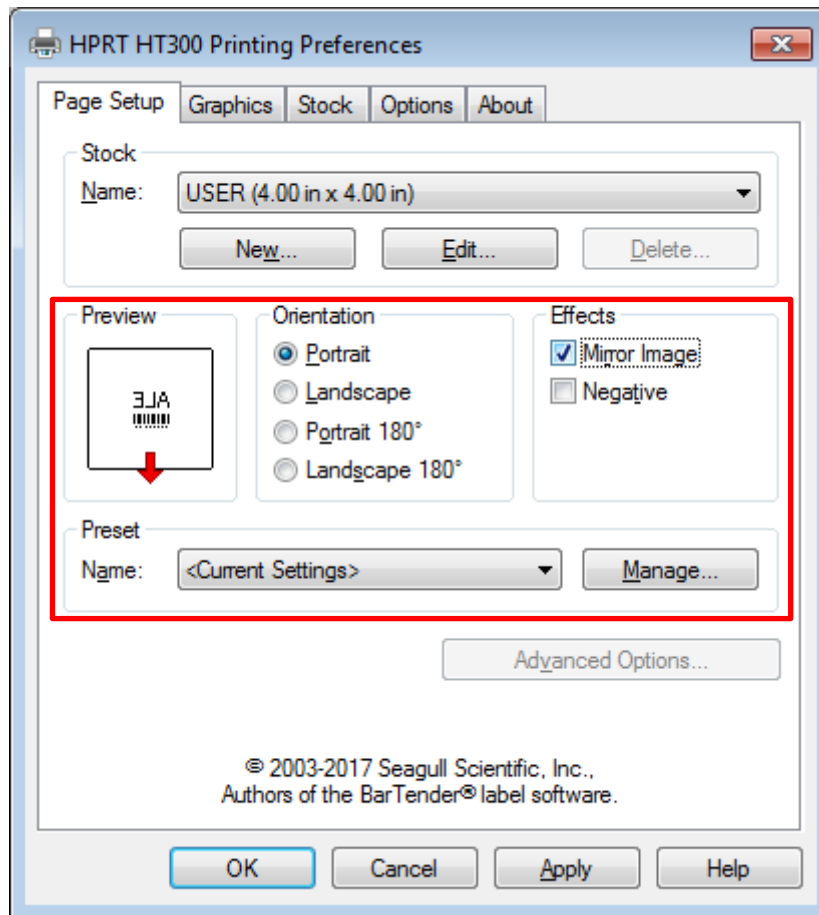 HPRT HT300 Printing Preferences
Page Setup Graphics Stock Options About
Stock
Name: USER (4.00 in x 4.00 in)
New... Edit... Delete...
Preview
ALE
Orientation
Portrait
Landscape
Portrait 180°
Landscape 180°
Effects
Mirror Image
Negative
Preset
Name: <Current Settings> Manage...
Advanced Options...
© 2003-2017 Seagull Scientific, Inc.,
Authors of the BarTender® label software.
OK Cancel Apply Help